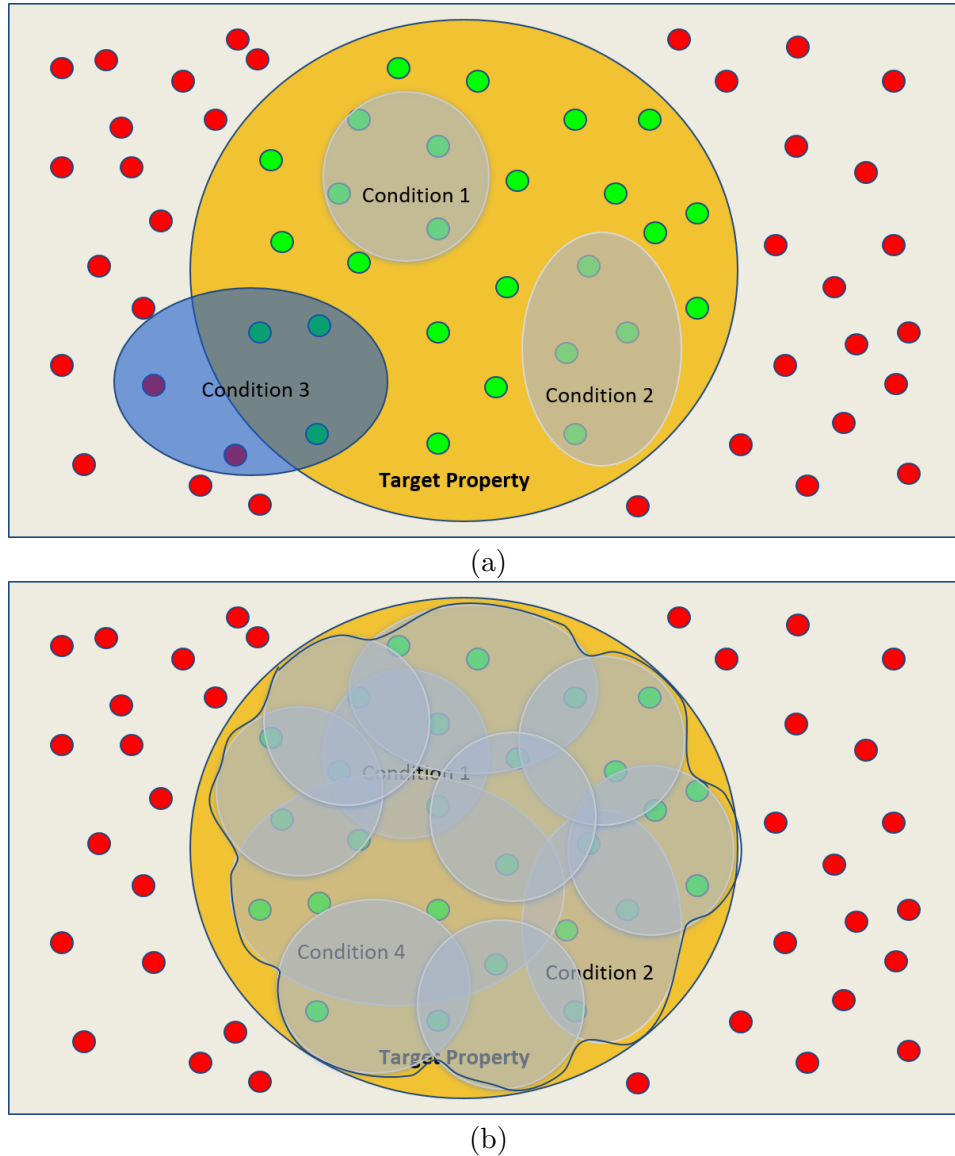 Condition 1
Condition 3
Condition 2
Target Property
(a)
Condition 1
Condition 4
Condition 2
Target Property
(b)